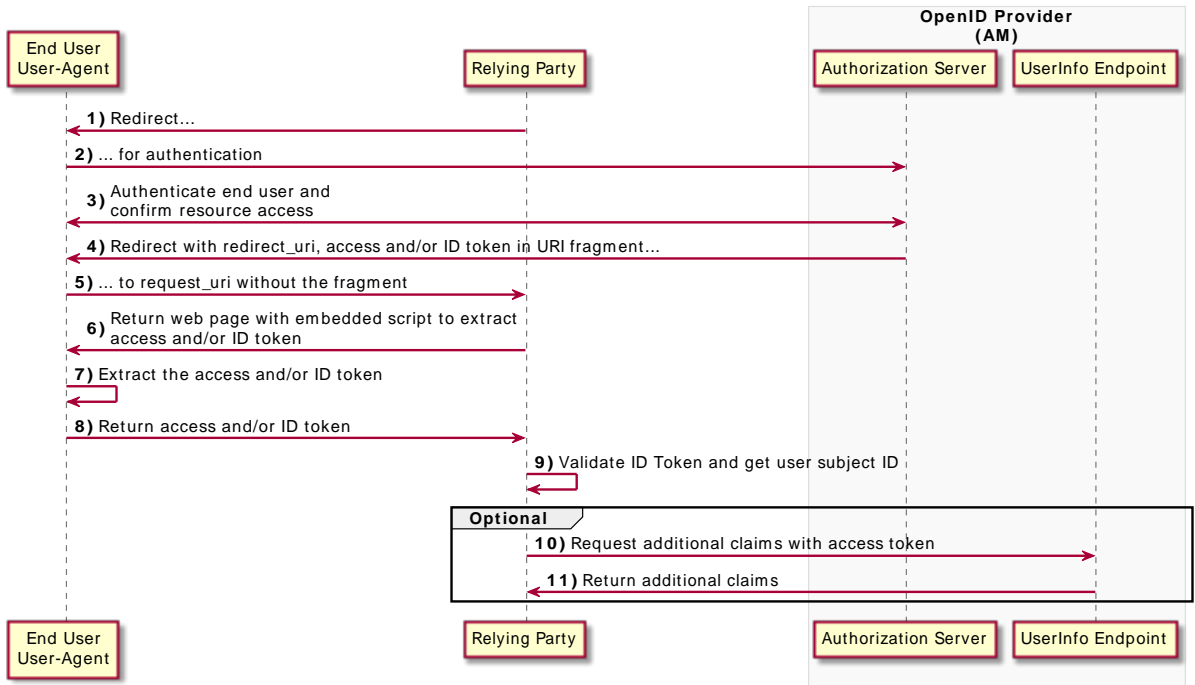 OpenID Provider
(AM)
End User
User-Agent
Relying Party
Authorization Server
UserInfo Endpoint
1) Redirect...
2) ... for authentication
3) Authenticate end user and
confirm resource access
4) Redirect with redirect_uri, access and/or ID token in URI fragment...
5) ... to request_uri without the fragment
6) Return web page with embedded script to extract
access and/or ID token
7) Extract the access and/or ID token
8) Return access and/or ID token
9) Validate ID Token and get user subject ID
Optional
10) Request additional claims with access token
11) Return additional claims
End User
User-Agent
Relying Party
Authorization Server
UserInfo Endpoint